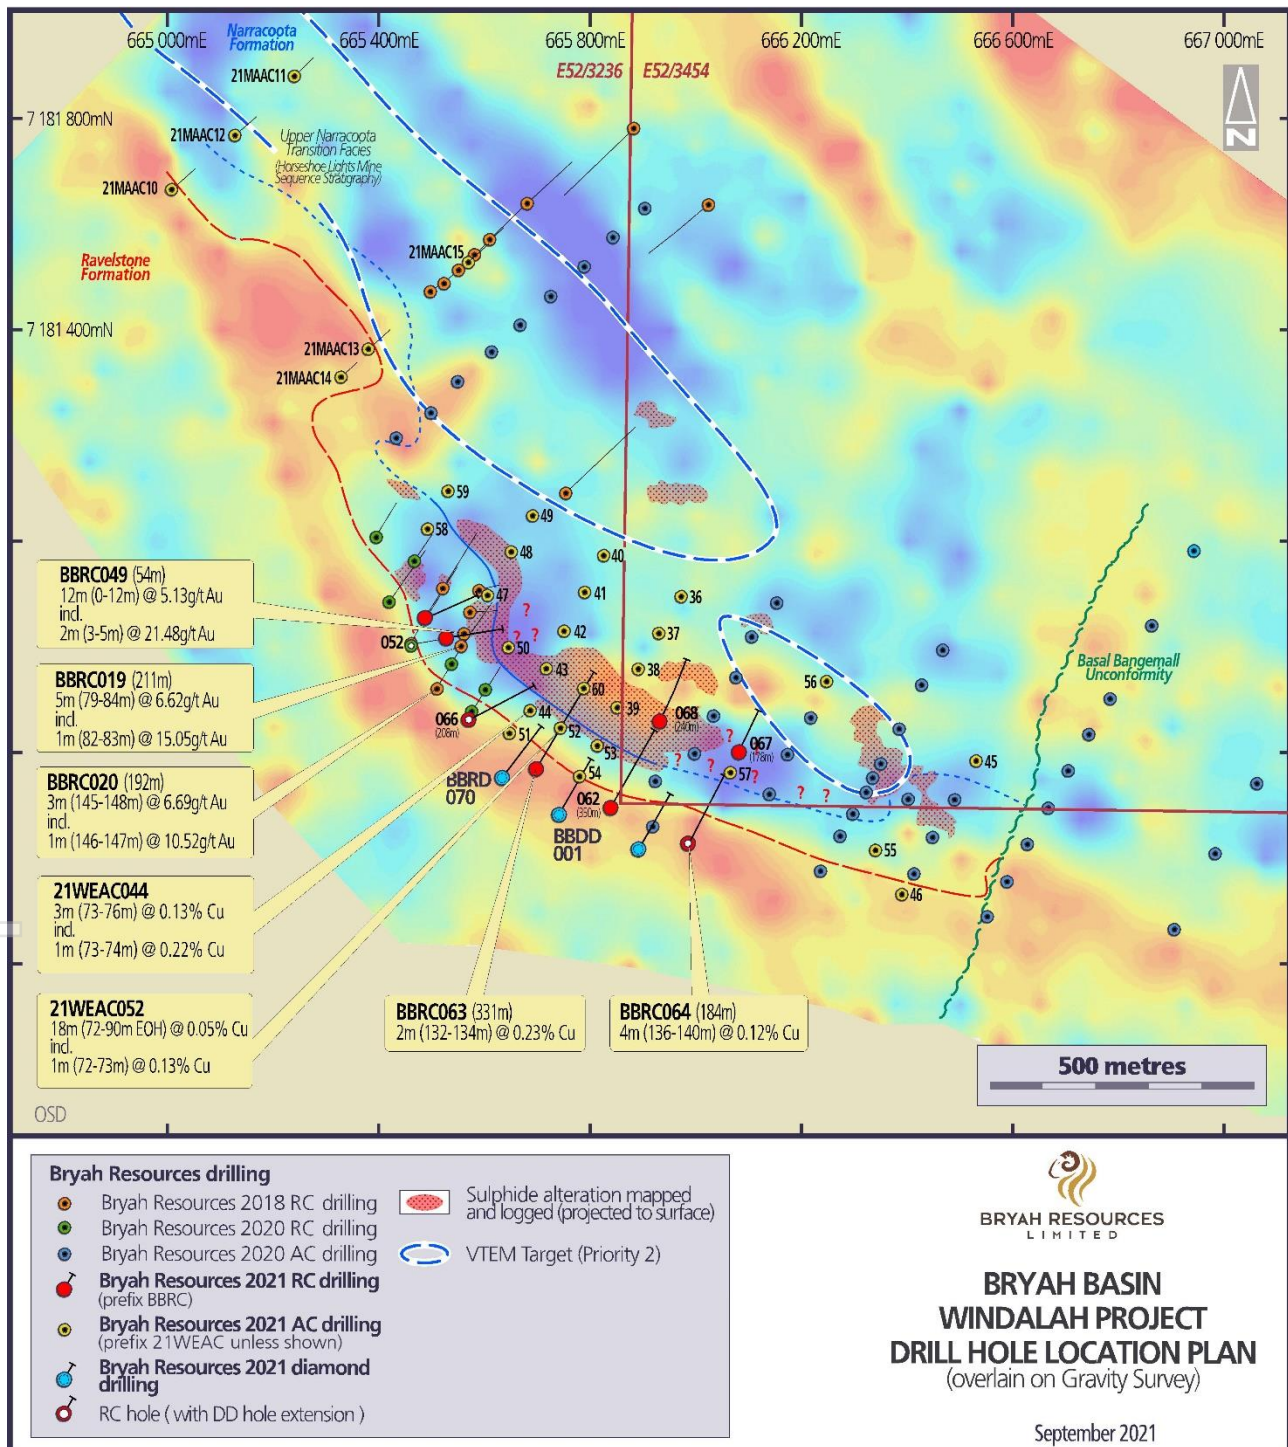 665 000mE
665 400mE
665 800mE
666 200mE
666 600mE
667 000mE
Narracoota
Formation
E52/3236
E52/3454
N
21MAAC11
7 181 800mN
21MAAC12
Upper Narracoota
Transition Facies
(Horseshoe Lights Mine
Sequence Stratigraphy)
21MAAC10
21MAAC15
Ravelstone
Formation
7 181 400mN
21MAAC13
21MAAC14
59
49
58
48
40
47
41
36
?
? ?
42
37
052
50
43
38
60
56
Basal Bangemall
Unconformity
066
(208m)
44
39
068
(240m)
51
52
53
067
(178m)
? ?
? ? ?
57 ?
? ?
45
54
BBRD
070
062
(350m)
BBDD
001
55
46
BBRC049 (54m)
12m (0-12m) @ 5.13g/t Au
incl.
2m (3-5m) @ 21.48g/t Au
BBRC019 (211m)
5m (79-84m) @ 6.62g/t Au
incl.
1m (82-83m) @ 15.05g/t Au
BBRC020 (192m)
3m (145-148m) @ 6.69g/t Au
incl.
1m (146-147m) @ 10.52g/t Au
21WEAC044
3m (73-76m) @ 0.13% Cu
incl.
1m (73-74m) @ 0.22% Cu
21WEAC052
18m (72-90m EOH) @ 0.05% Cu
incl.
1m (72-73m) @ 0.13% Cu
BBRC063 (331m)
2m (132-134m) @ 0.23% Cu
BBRC064 (184m)
4m (136-140m) @ 0.12% Cu
500 metres
OSD
Bryah Resources drilling
Bryah Resources 2018 RC drilling
Bryah Resources 2020 RC drilling
Bryah Resources 2020 AC drilling
Bryah Resources 2021 RC drilling
(prefix BBRC)
Bryah Resources 2021 AC drilling
(prefix 21WEAC unless shown)
Bryah Resources 2021 diamond
drilling
RC hole ( with DD hole extension )
Sulphide alteration mapped
and logged (projected to surface)
VTEM Target (Priority 2)
BRYAH RESOURCES
LIMITED
BRYAH BASIN
WINDALAH PROJECT
DRILL HOLE LOCATION PLAN
(overlain on Gravity Survey)
September 2021